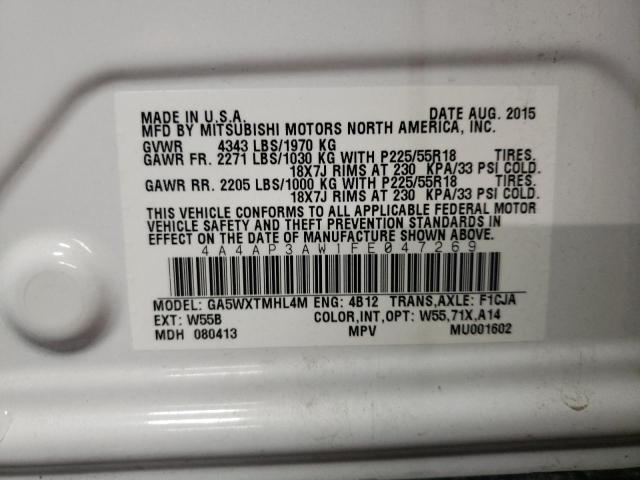 MADE IN U.S.A. DATE AUG. 2015
MFD BY MITSUBISHI MOTORS NORTH AMERICA, INC.
GVWR 4343 LBS/1970 KG
GAWR FR. 2271 LBS/1030 KG WITH P225/55R18 TIRES.
18X7J RIMS AT 230 KPA/33 PSI COLD.
GAWR RR. 2205 LBS/1000 KG WITH P225/55R18 TIRES.
18X7J RIMS AT 230 KPA/33 PSI COLD.
THIS VEHICLE CONFORMS TO ALL APPLICABLE FEDERAL MOTOR
VEHICLE SAFETY AND THEFT PREVENTION STANDARDS IN
EFFECT ON THE DATE OF MANUFACTURE SHOWN ABOVE.
4A4AP3AW1FE047269
MODEL: GA5WXTMHL4M ENG: 4B12 TRANS,AXLE: F1CJA
EXT: W55B COLOR,INT,OPT: W55,71X,A14
MDH 080413 MPV MU001602